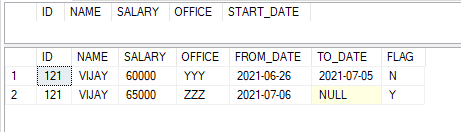 ID NAME SALARY OFFICE START_DATE
ID NAME SALARY OFFICE FROM_DATE TO_DATE FLAG
1 121 VIJAY 60000 YYY 2021-06-26 2021-07-05 N
2 121 VIJAY 65000 ZZZ 2021-07-06 NULL Y